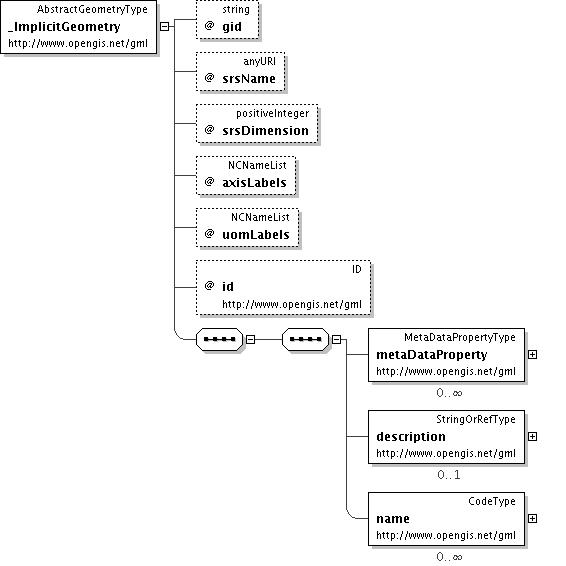 AbstractGeometryType
_ImplicitGeometry
http://www.opengis.net/gml
string
@ gid
anyURI
@ srsName
positiveInteger
@ srsDimension
NCNameList
@ axisLabels
NCNameList
@ uomLabels
ID
@ id
http://www.opengis.net/gml
MetaDataPropertyType
metaDataProperty
http://www.opengis.net/gml
0..∞
StringOrRefType
description
http://www.opengis.net/gml
0..1
CodeType
name
http://www.opengis.net/gml
0..∞